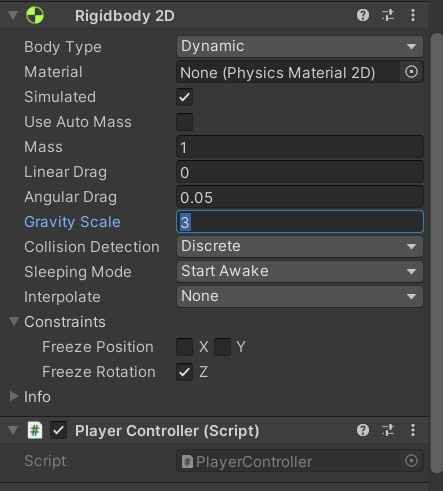 Rigidbody 2D
Body Type Dynamic
Material None (Physics Material 2D)
Simulated
Use Auto Mass
Mass 1
Linear Drag 0
Angular Drag 0.05
Gravity Scale 3
Collision Detection Discrete
Sleeping Mode Start Awake
Interpolate None
Constraints
Freeze Position X Y
Freeze Rotation Z
Info
# Player Controller (Script)
Script # PlayerController